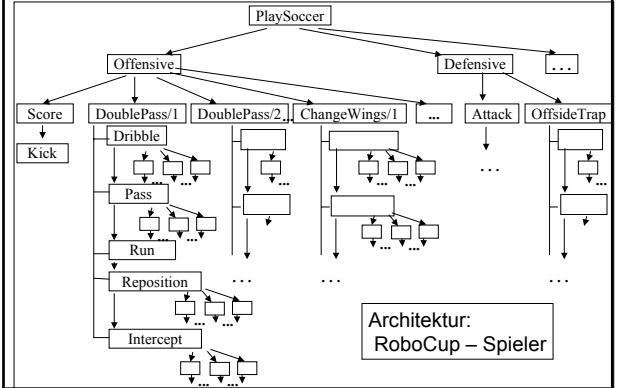 PlaySoccer
Offensive
Defensive
...
Score
DoublePass/1
DoublePass/2
...
ChangeWings/1
...
Attack
OffsideTrap
Dribble
Kick
...
...
...
...
...
Pass
...
...
...
Run
...
...
...
Reposition
...
Intercept
...
Architektur:
RoboCup – Spieler